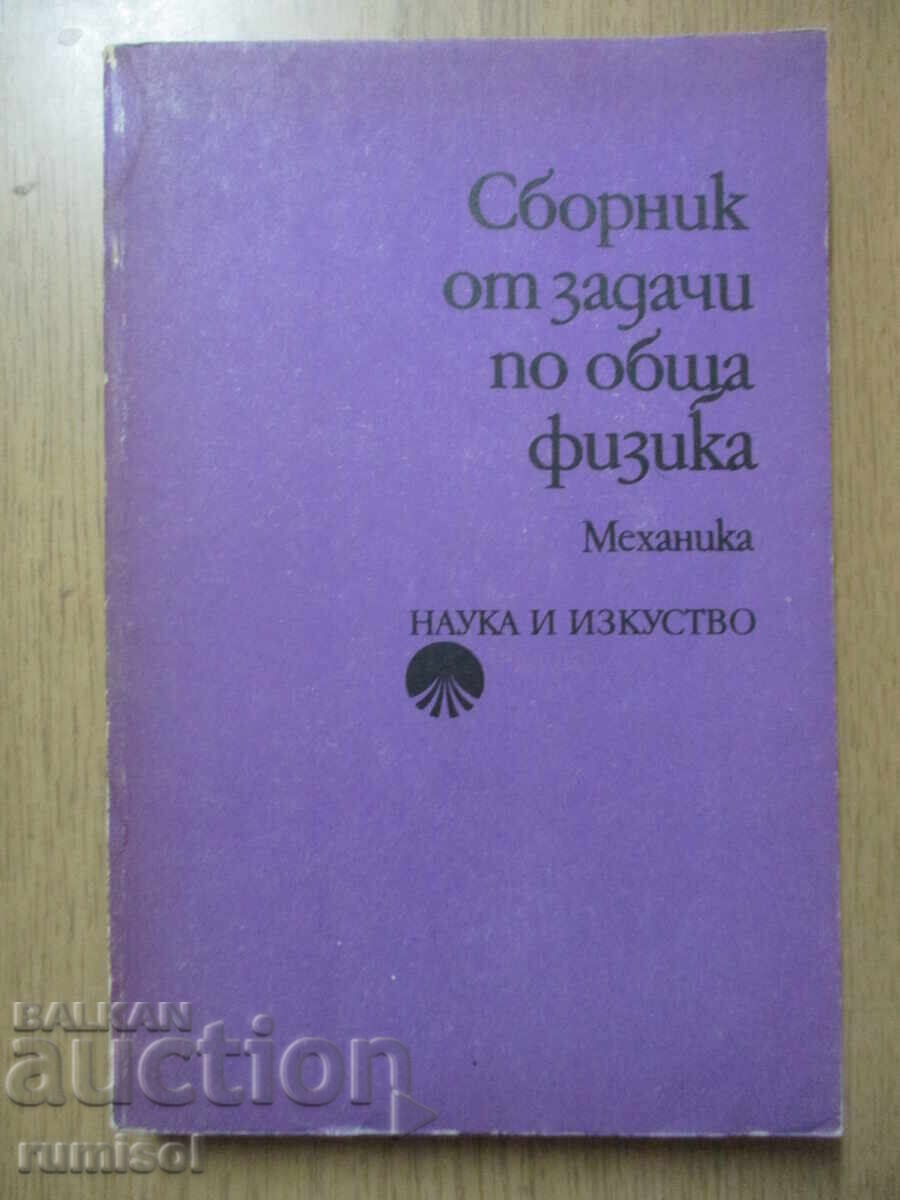 Сборник
от задачи
по обща
физика
Механика
НАУКА И ИЗКУСТВО
BALKAN
auction
rumisol